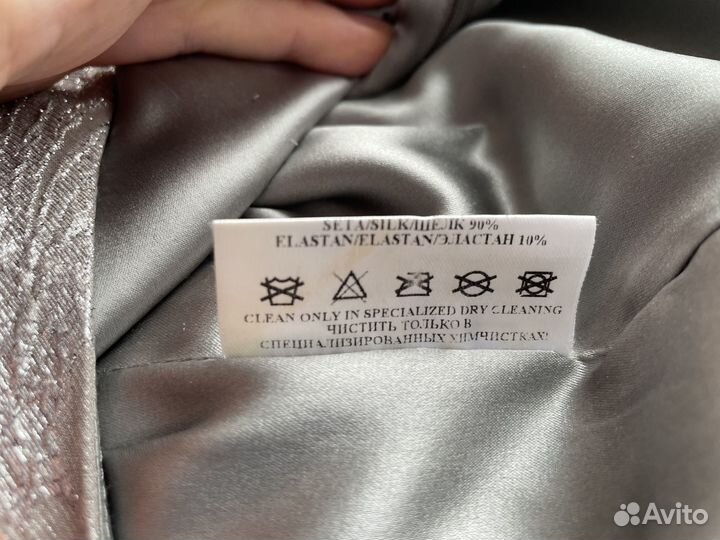 SETA/SILK/ШЕЛК 90%
ELASTAN/ELASTAN/ЭЛАСТАН 10%
CLEAN ONLY IN SPECIALIZED DRY CLEANING
ЧИСТИТЬ ТОЛЬКО В
СПЕЦИАЛИЗИРОВАННЫХ ХИМЧИСТКАХ!
Avito